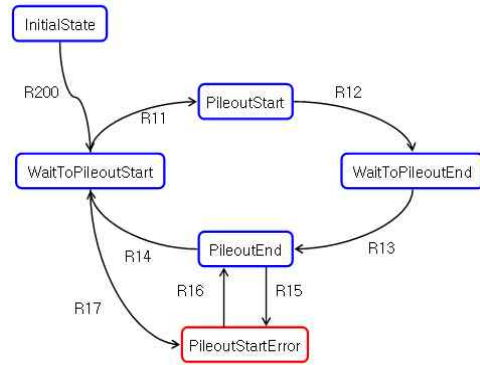 InitialState
R200
R11
PileoutStart
R12
WaitToPileoutStart
WaitToPileoutEnd
R14
PileoutEnd
R13
R17
R16
R15
PileoutStartError